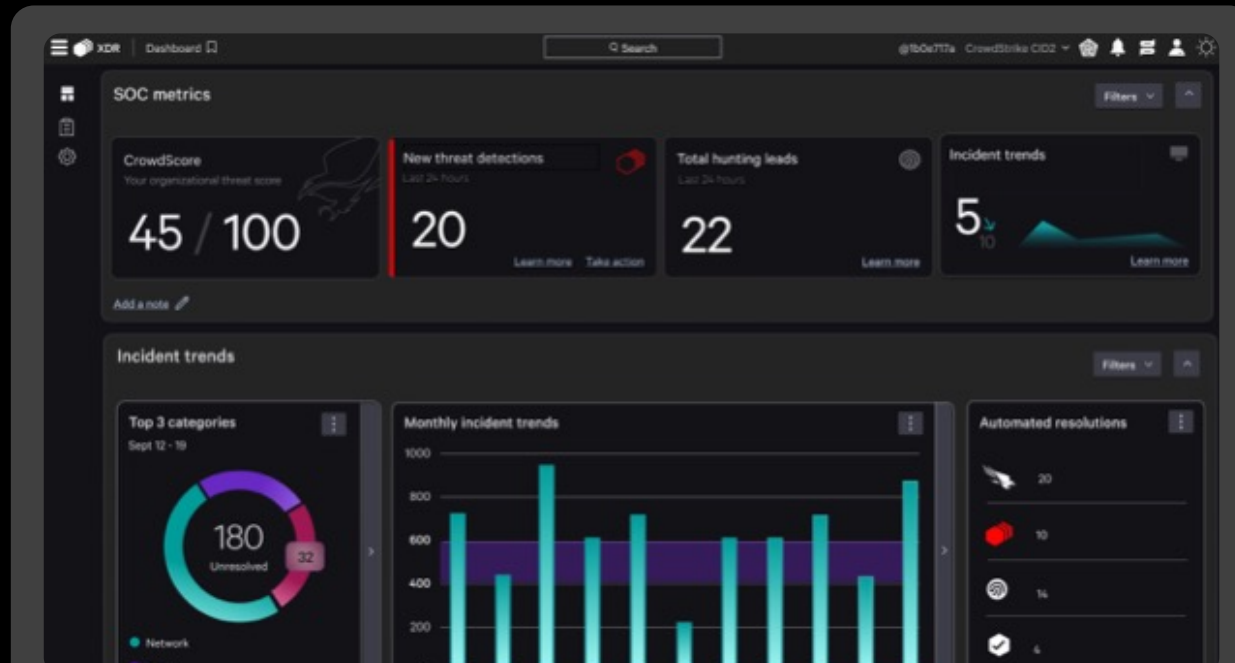 XDR Dashboard Search @1b0e717a CrowdStrike CID2
SOC metrics Filters
CrowdScore
Your organizational threat score
45 / 100
New threat detections
Last 24 hours
20
Learn more Take action
Total hunting leads
Last 24 hours
22
Learn more
Incident trends
5
10
Learn more
Add a note
Incident trends Filters
Top 3 categories
Sept 12 - 19
180
Unresolved
32
Network
Monthly incident trends
1000
800
600
400
200
Automated resolutions
20
10
14
4